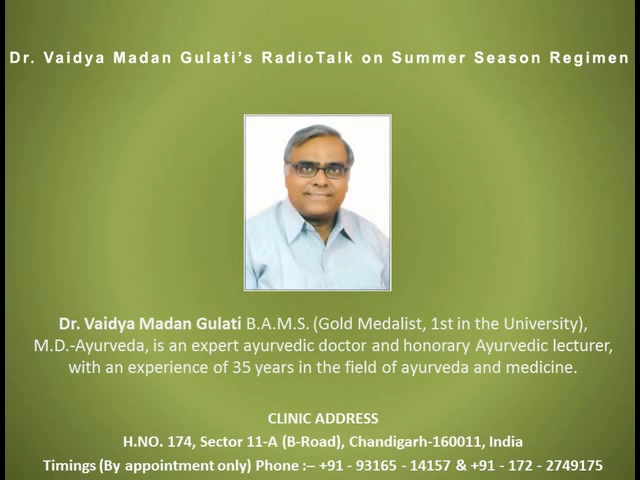 Dr. Vaidya Madan Gulati's RadioTalk on Summer Season Regimen
Dr. Vaidya Madan Gulati B.A.M.S. (Gold Medalist, 1st in the University),
M.D.-Ayurveda, is an expert ayurvedic doctor and honorary Ayurvedic lecturer,
with an experience of 35 years in the field of ayurveda and medicine.
CLINIC ADDRESS
H.NO. 174, Sector 11-A (B-Road), Chandigarh-160011, India
Timings (By appointment only) Phone :– +91 - 93165 - 14157 & +91 - 172 - 2749175